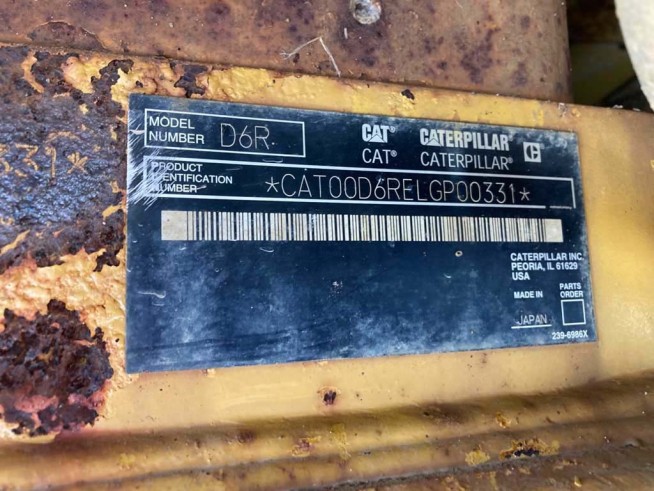 331*
MODEL NUMBER D6R
CAT® CATERPILLAR®
CAT® CATERPILLAR®
PRODUCT IDENTIFICATION NUMBER *CAT00D6RELGP00331*
CATERPILLAR INC.
PEORIA, IL 61629
USA
MADE IN JAPAN
PARTS ORDER
239-6986X